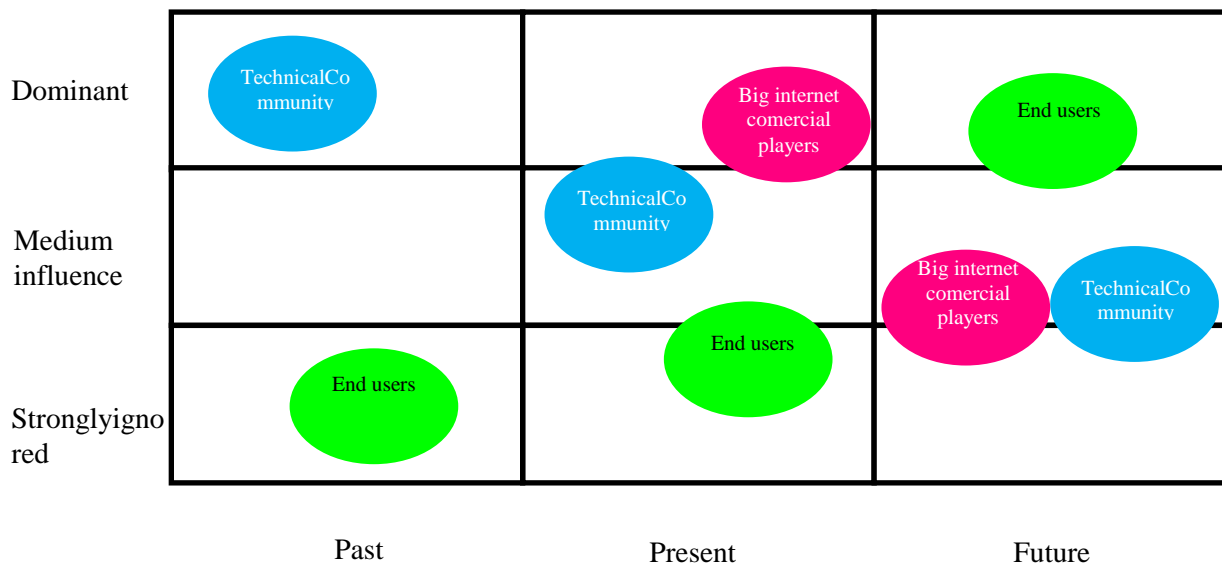 Dominant
TechnicalCo
mmunity
Big internet
comercial
players
End users
Medium
influence
TechnicalCo
mmunity
Big internet
comercial
players
TechnicalCo
mmunity
Stronglyigno
red
End users
End users
Past
Present
Future